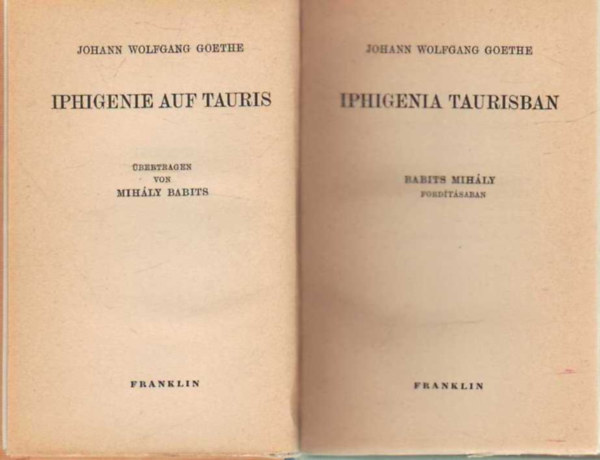 JOHANN WOLFGANG GOETHE
IPHIGENIE AUF TAURIS
ÜBERTRAGEN
VON
MIHÁLY BABITS
FRANKLIN
JOHANN WOLFGANG GOETHE
IPHIGENIA TAURISBAN
BABITS MIHÁLY
FORDÍTÁSABAN
FRANKLIN